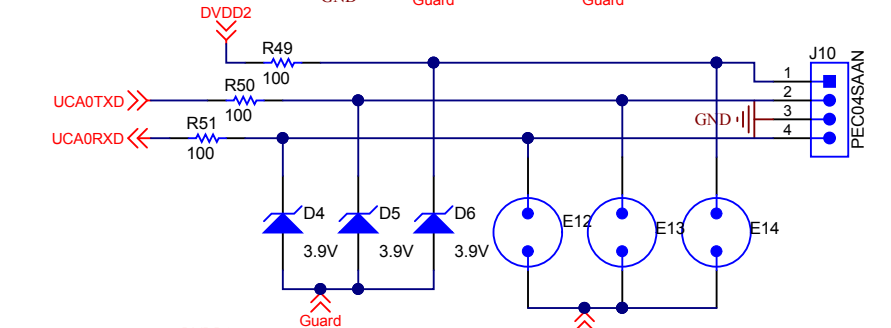 GND Guard Guard
DVDD2
R49
100
J10
PEC04SAAN
1
UCA0TXD R50
100
2
GND 3
UCA0RXD R51
100
4
D4 D5 D6
3.9V 3.9V 3.9V
E12 E13 E14
Guard